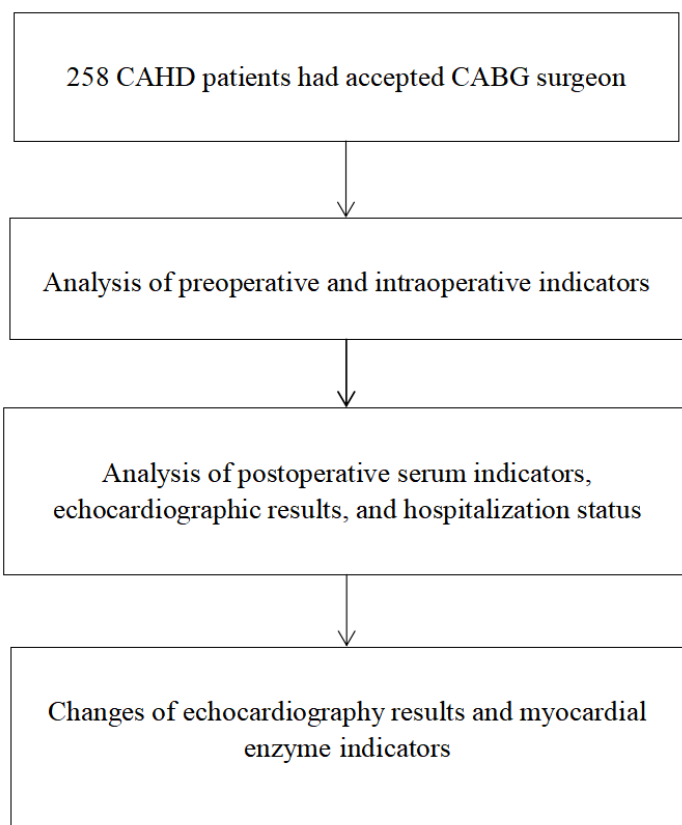 258 CAHD patients had accepted CABG surgeon
Analysis of preoperative and intraoperative indicators
Analysis of postoperative serum indicators,
echocardiographic results, and hospitalization status
Changes of echocardiography results and myocardial
enzyme indicators